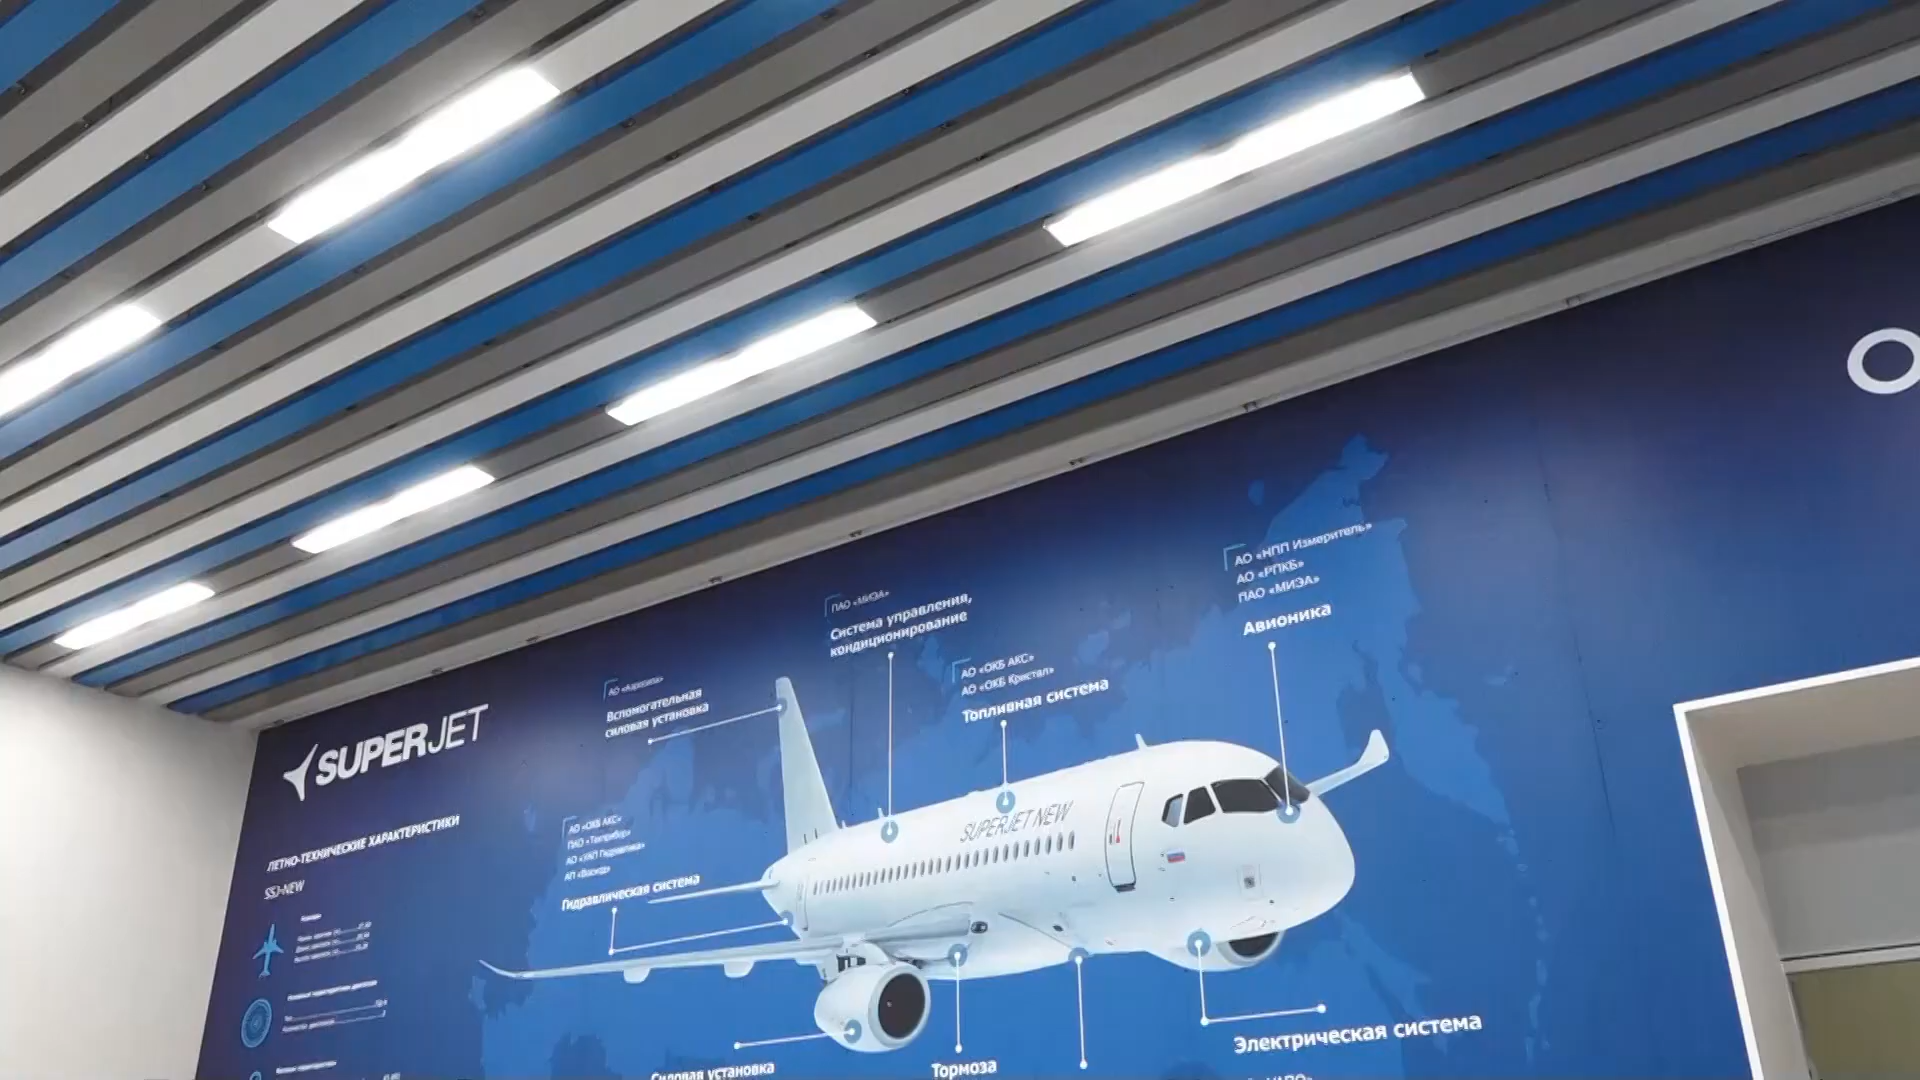 О
АО «НПП Измеритель»
АО «РПКБ»
ПАО «МИЭА»
Авионика
ПАО «МИЭА»
Система управления,
кондиционирование
АО «ОКБ АКС»
АО «ОКБ Кристал»
Топливная система
АО «Аэросила»
Вспомогательная
силовая установка
SUPERJET
ЛЕТНО-ТЕХНИЧЕСКИЕ ХАРАКТЕРИСТИКИ
SSJ-NEW
АО «ОКБ АКС»
ПАО «Техприбор»
АО «УАП Гидравлика»
АП «Восход»
Гидравлическая система
SUPERJET NEW
Силовая установка
Тормоза
Электрическая система